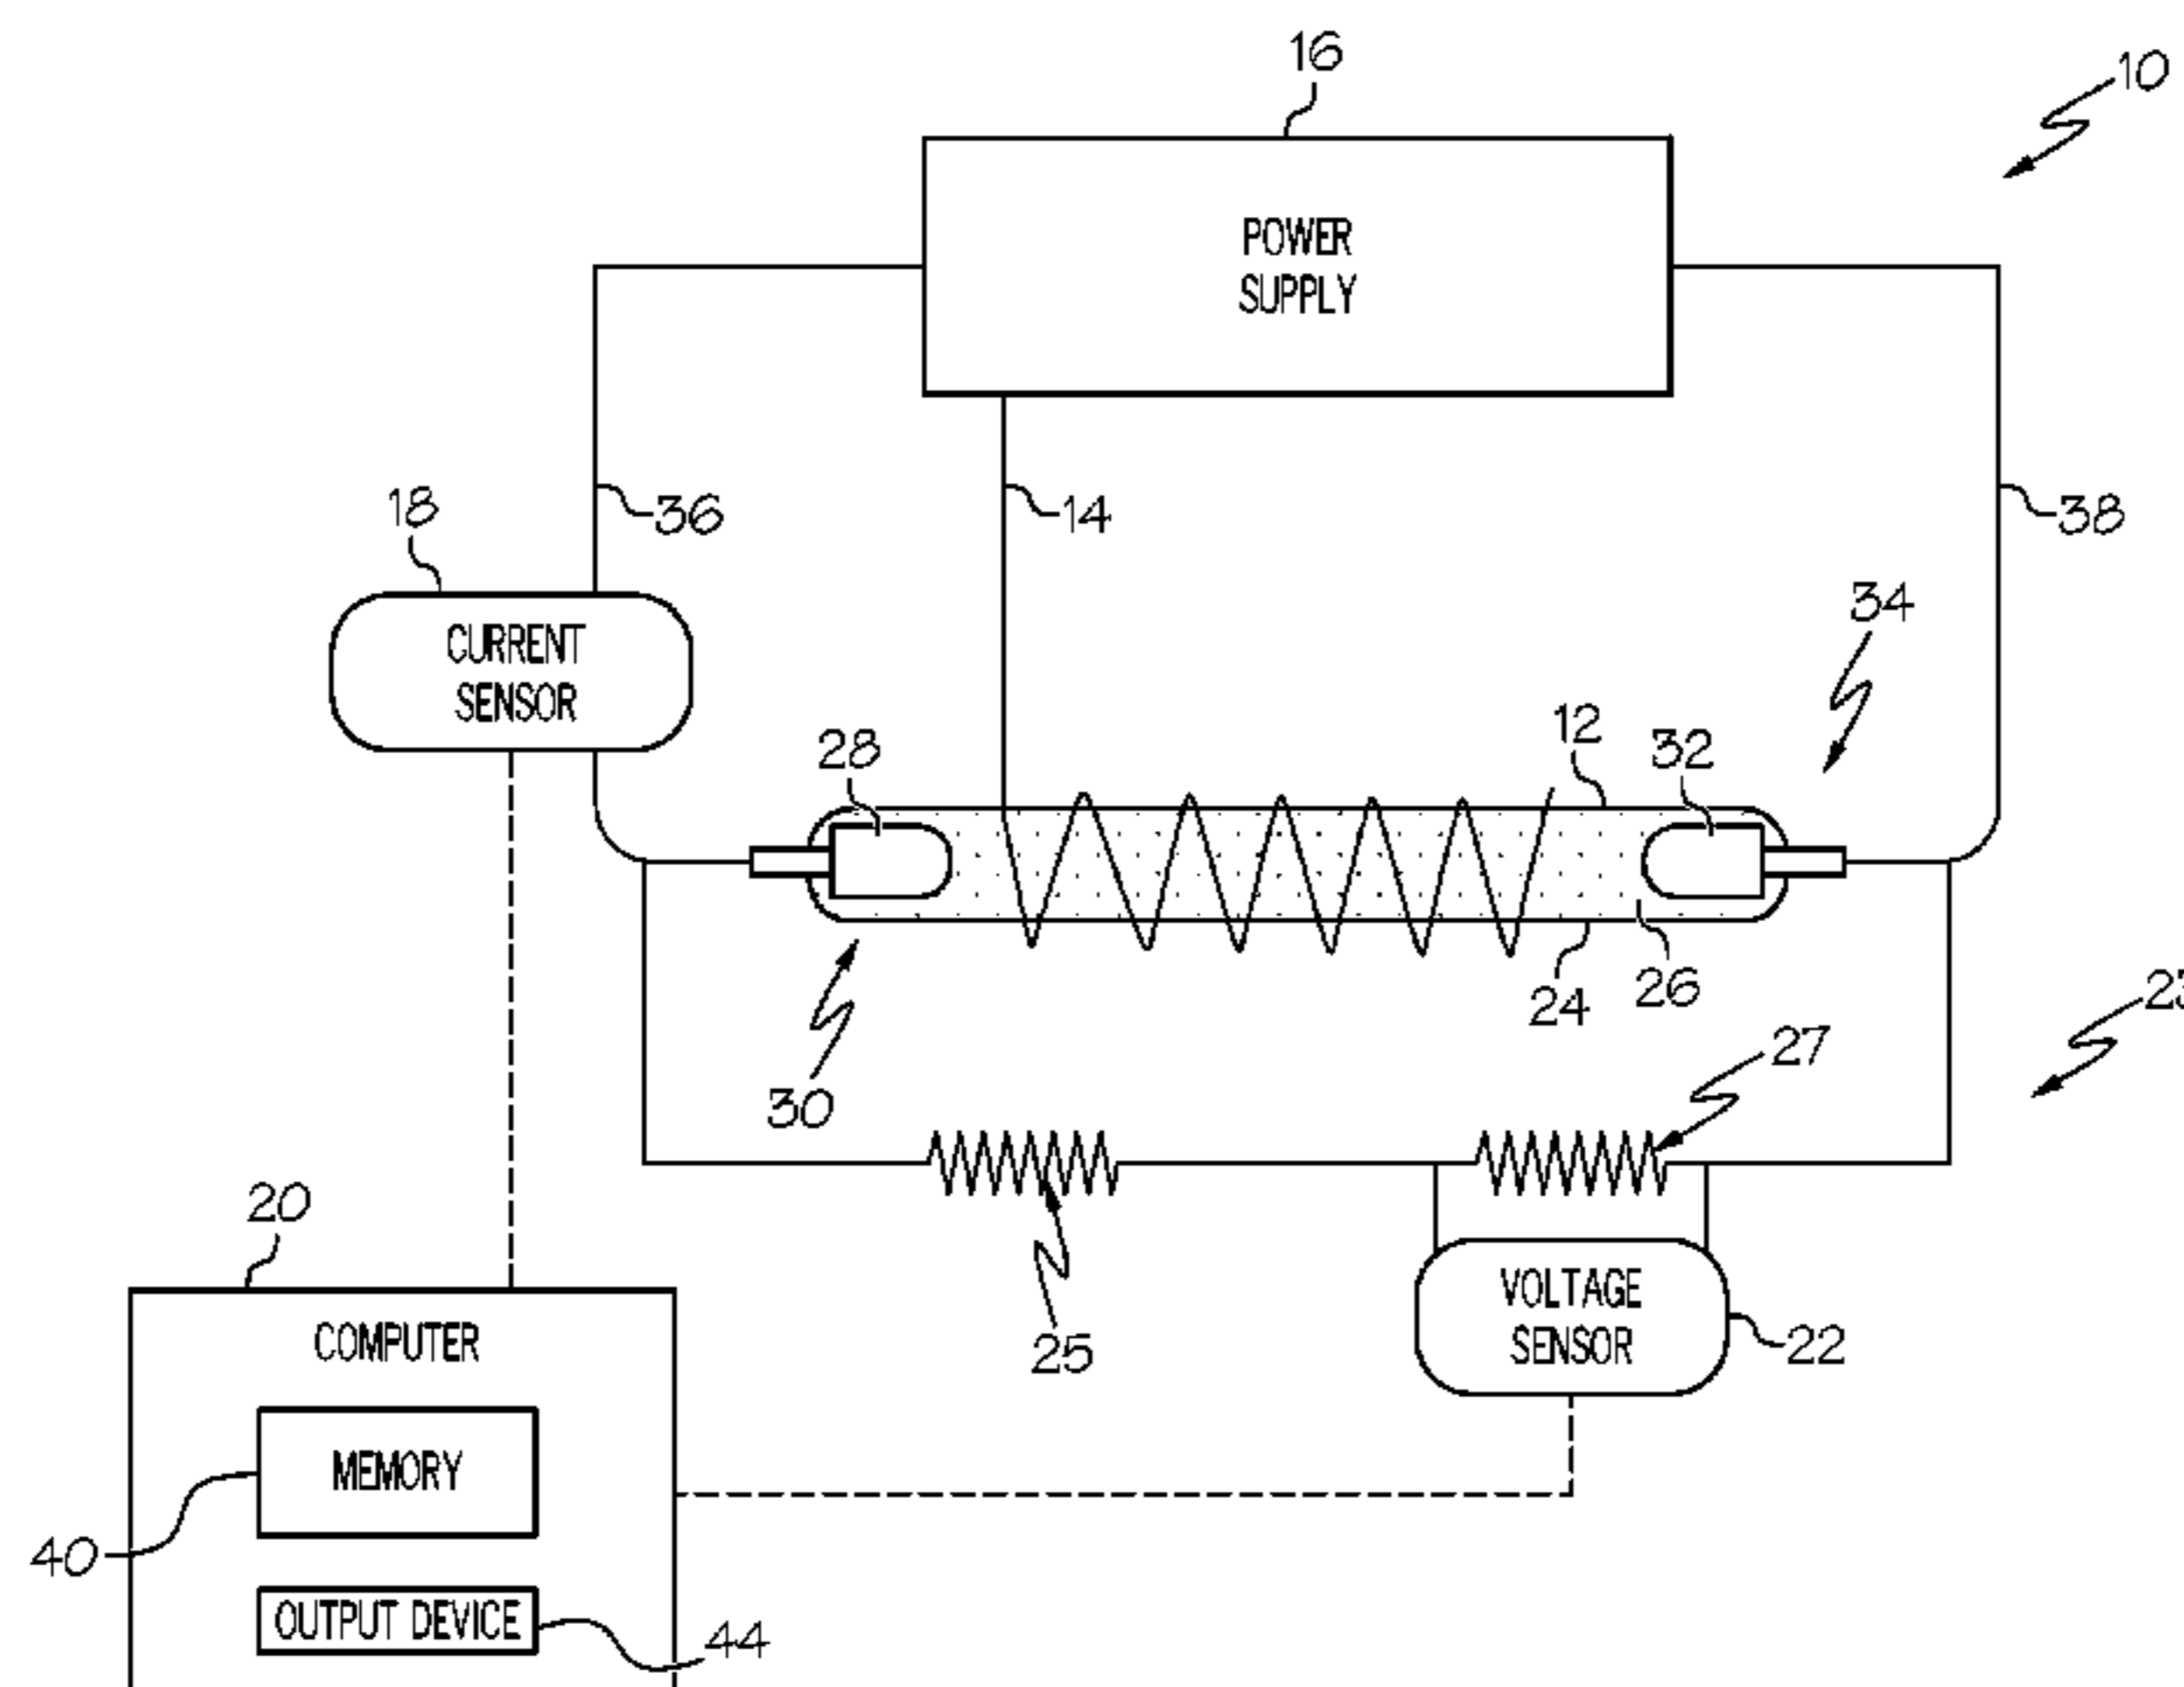 16
10
POWER
SUPPLY
18
36
14
38
CURRENT
SENSOR
34
28
12
32
24
26
23
27
30
20
25
VOLTAGE
SENSOR
22
COMPUTER
MEMORY
40
OUTPUT DEVICE
44